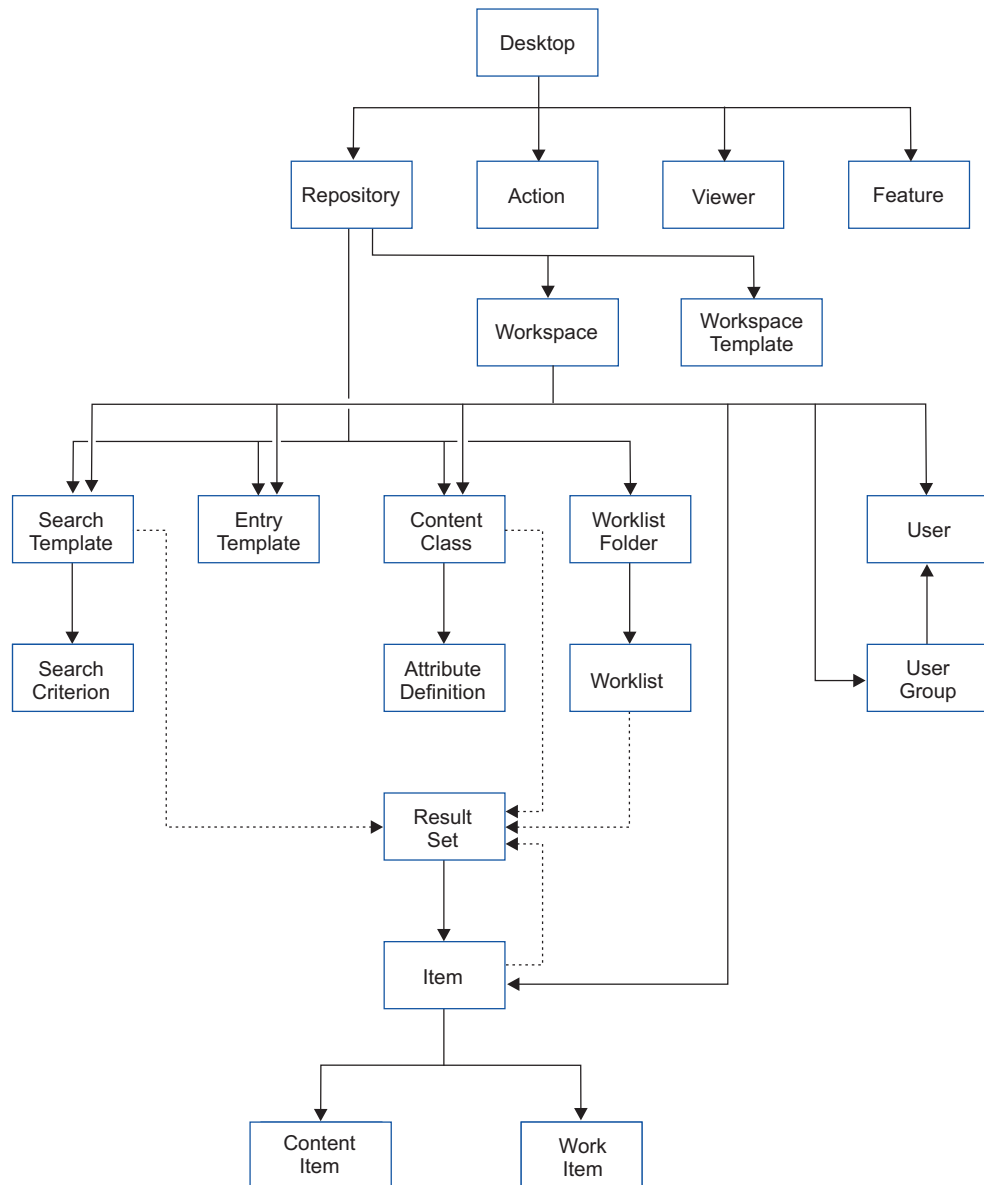 Desktop
Repository
Action
Viewer
Feature
Workspace
Workspace
Template
Search
Template
Entry
Template
Content
Class
Worklist
Folder
User
Search
Criterion
Attribute
Definition
Worklist
User
Group
Result
Set
Item
Content
Item
Work
Item